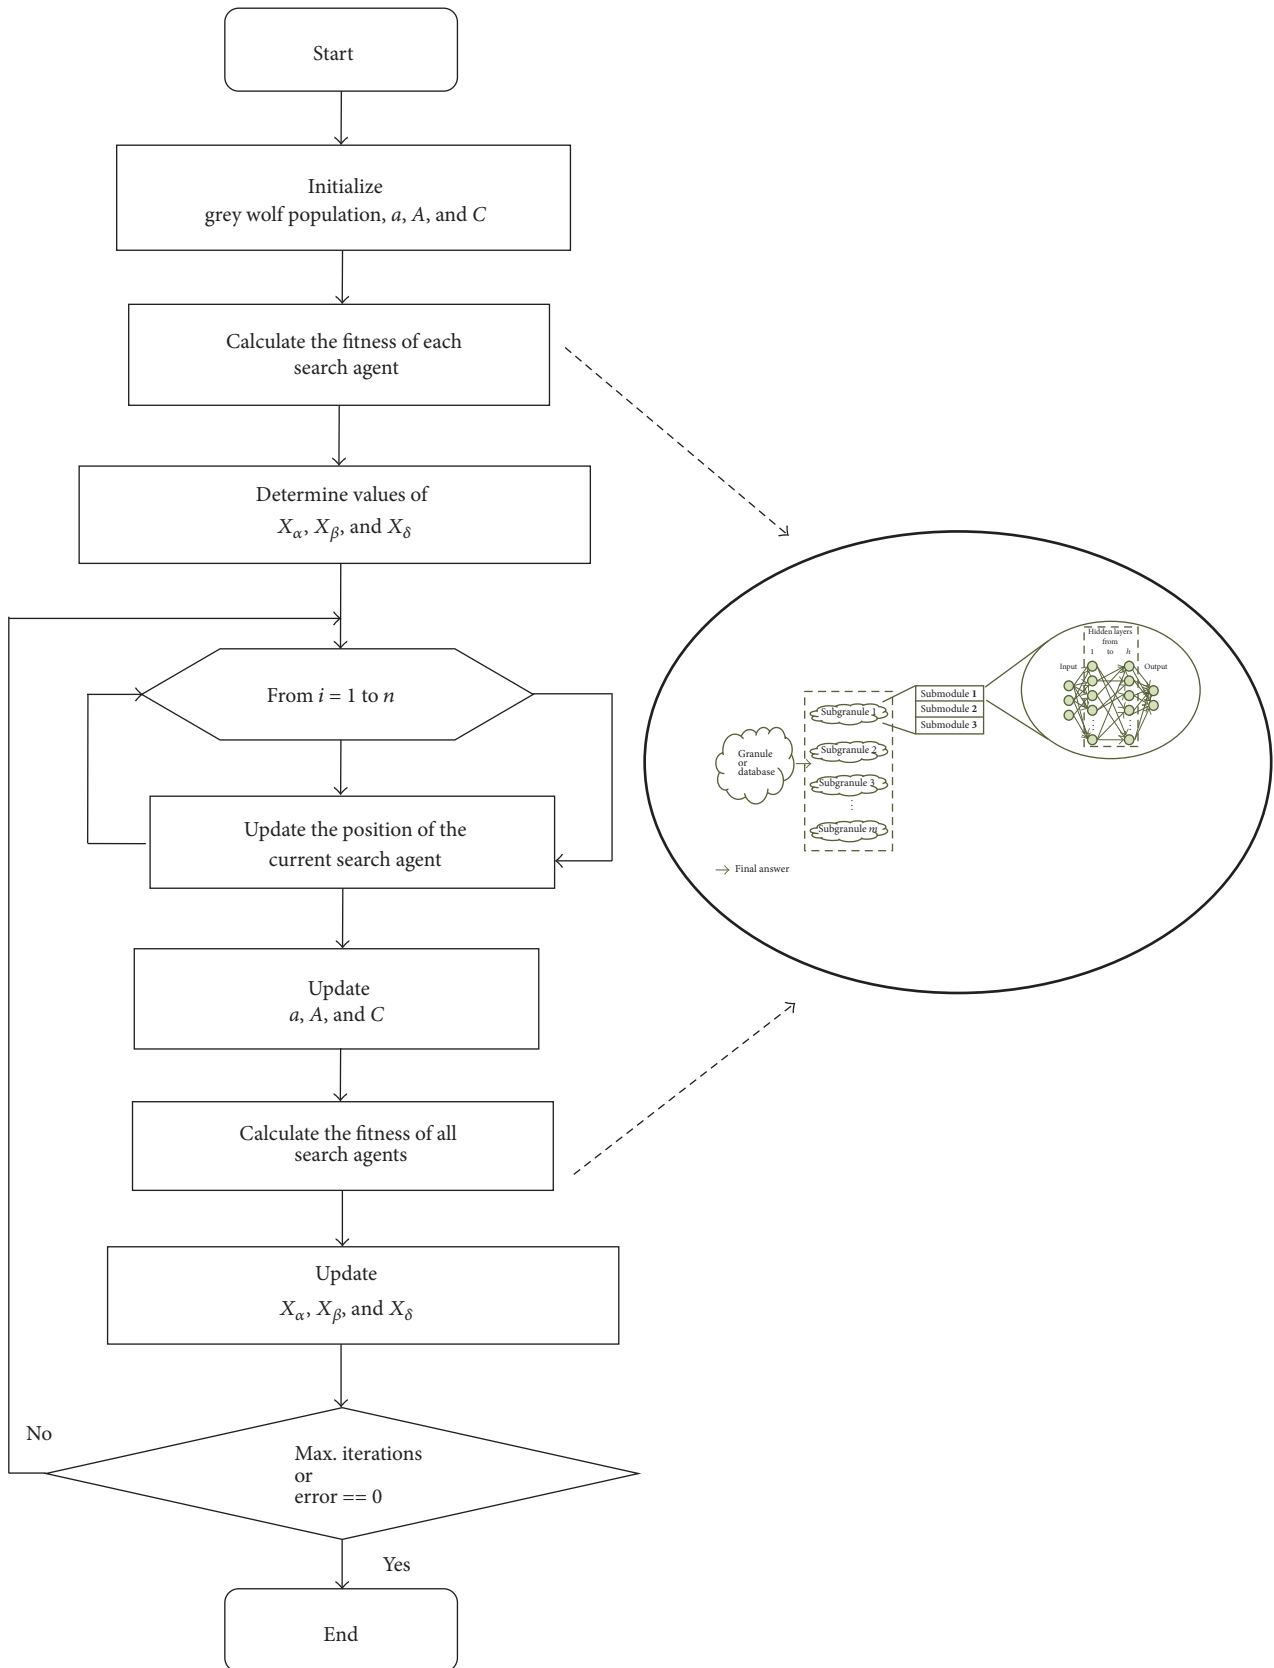 Start
Initialize
grey wolf population, a, A, and C
Calculate the fitness of each
search agent
Determine values of
Xα, Xβ, and Xδ
From i = 1 to n
Update the position of the
current search agent
Update
a, A, and C
Calculate the fitness of all
search agents
Update
Xα, Xβ, and Xδ
No
Max. iterations
or
error == 0
Yes
End
Granule
or
database
Subgranule 1
Subgranule 2
Subgranule 3
⋮
Subgranule m
Submodule 1
Submodule 2
Submodule 3
Hidden layers
from
1 to h
Input
Output
Final answer